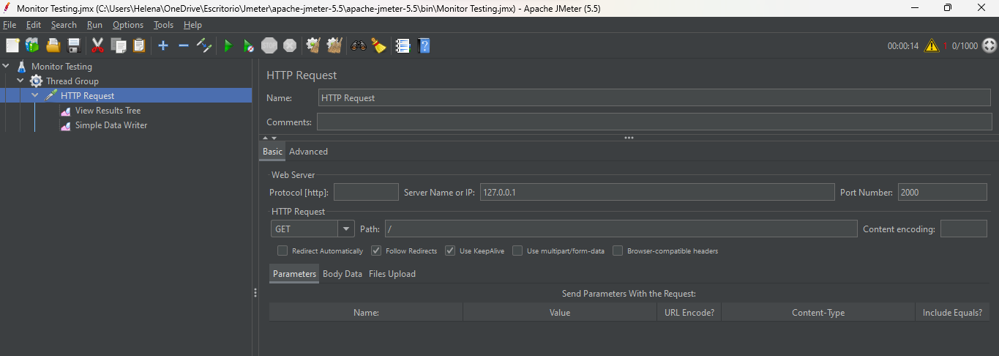 Monitor Testing.jmx (C:\Users\Helena\OneDrive\Escritorio\Jmeter\apache-jmeter-5.5\apache-jmeter-5.5\bin\Monitor Testing.jmx) - Apache JMeter (5.5)
File Edit Search Run Options Tools Help
STOP ? 00:00:14 1 0/1000
Monitor Testing
Thread Group
HTTP Request
View Results Tree
Simple Data Writer
HTTP Request
Name: HTTP Request
Comments:
Basic Advanced
Web Server
Protocol [http]: Server Name or IP: 127.0.0.1 Port Number: 2000
HTTP Request
GET Path: / Content encoding:
Redirect Automatically Follow Redirects Use KeepAlive Use multipart/form-data Browser-compatible headers
Parameters Body Data Files Upload
Send Parameters With the Request:
Name: Value URL Encode? Content-Type Include Equals?